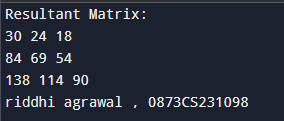 Resultant Matrix:
30 24 18
84 69 54
138 114 90
riddhi agrawal , 0873CS231098